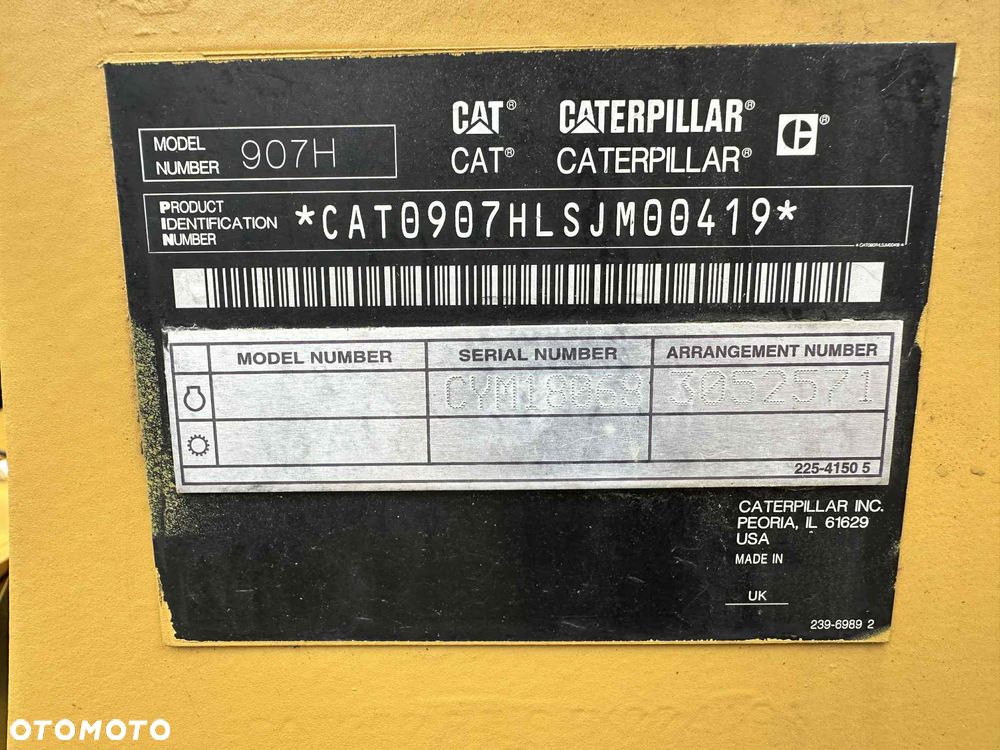 CAT® CATERPILLAR® ®
MODEL NUMBER 907H
CAT® CATERPILLAR®
PRODUCT IDENTIFICATION NUMBER *CAT0907HLSJM00419*
*CAT0907HLSJM00419*
MODEL NUMBER SERIAL NUMBER ARRANGEMENT NUMBER
CYM18068 3052571
225-4150 5
CATERPILLAR INC.
PEORIA, IL 61629
USA
MADE IN
UK
239-6989 2
OTOMOTO